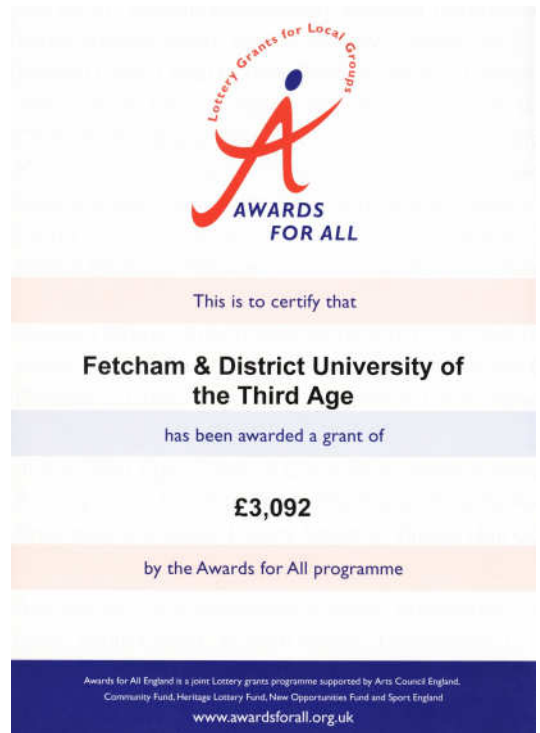 Lottery Grants for Local Groups
AWARDS
FOR ALL
This is to certify that
Fetcham & District University of
the Third Age
has been awarded a grant of
£3,092
by the Awards for All programme
Awards for All England is a joint Lottery grants programme supported by Arts Council England,
Community Fund, Heritage Lottery Fund, New Opportunities Fund and Sport England
www.awardsforall.org.uk